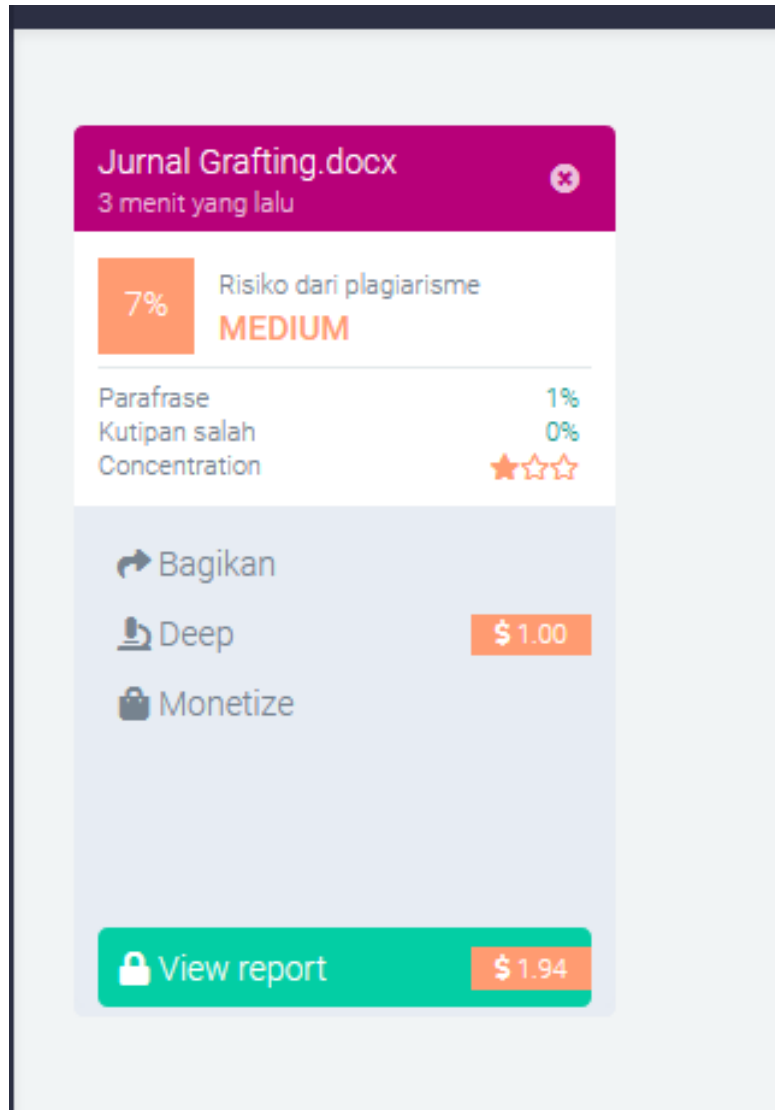 Jurnal Grafting.docx
3 menit yang lalu
7%
Risiko dari plagiarisme
MEDIUM
Parafrase 1%
Kutipan salah 0%
Concentration
Bagikan
Deep $ 1.00
Monetize
View report $ 1.94